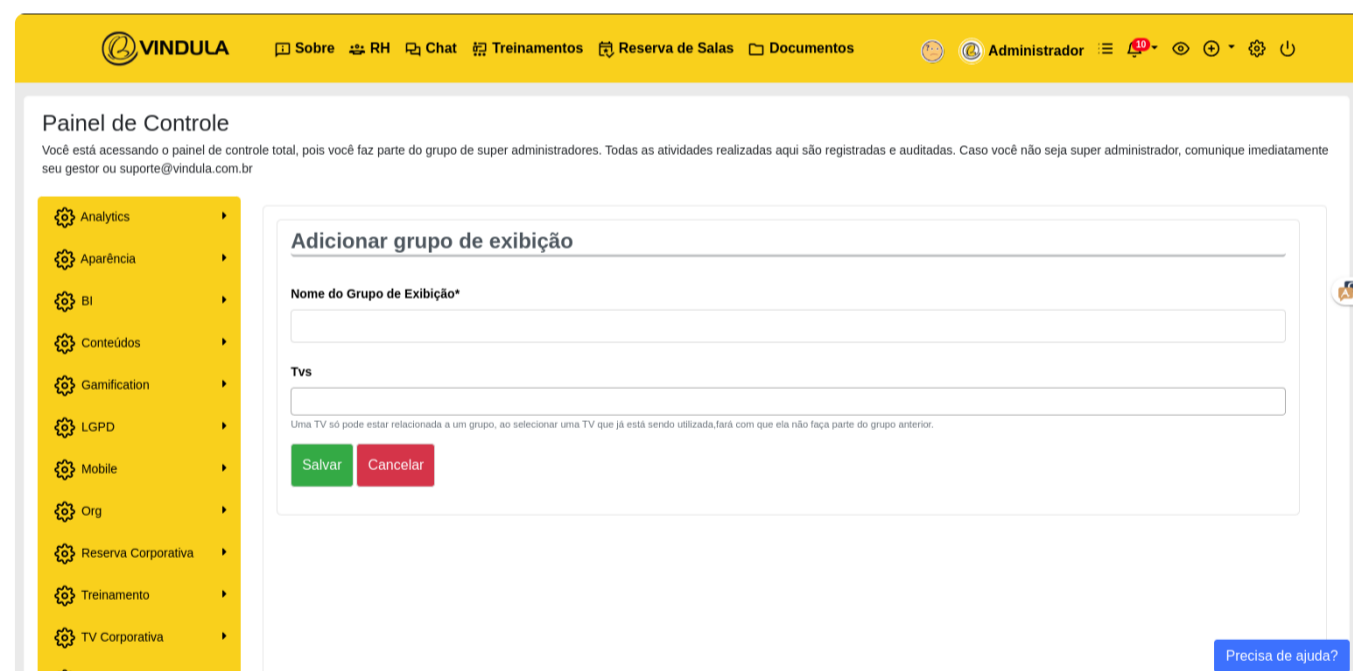 VINDULA Sobre RH Chat Treinamentos Reserva de Salas Documentos Administrador 10
Painel de Controle
Você está acessando o painel de controle total, pois você faz parte do grupo de super administradores. Todas as atividades realizadas aqui são registradas e auditadas. Caso você não seja super administrador, comunique imediatamente
seu gestor ou suporte@vindula.com.br
Analytics
Aparência
BI
Conteúdos
Gamification
LGPD
Mobile
Org
Reserva Corporativa
Treinamento
TV Corporativa
Adicionar grupo de exibição
Nome do Grupo de Exibição*
Tvs
Uma TV só pode estar relacionada a um grupo, ao selecionar uma TV que já está sendo utilizada,fará com que ela não faça parte do grupo anterior.
Salvar Cancelar
Precisa de ajuda?